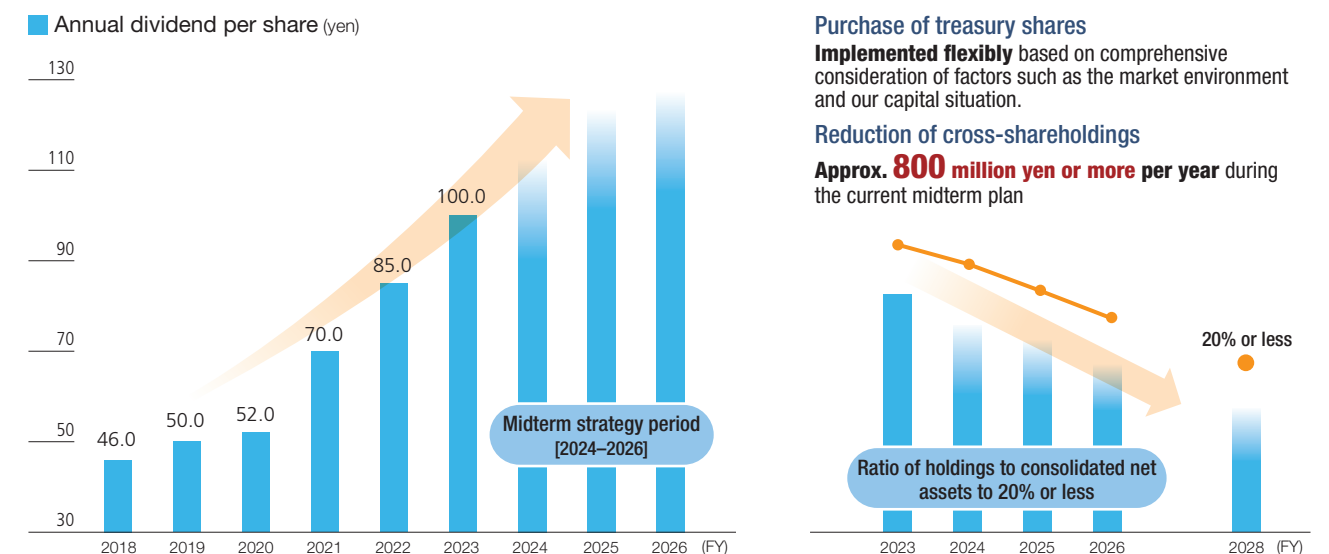 Annual dividend per share (yen)
130
110
90
70
50
30
46.0
50.0
52.0
70.0
85.0
100.0
Midterm strategy period
[2024–2026]
2018 2019 2020 2021 2022 2023 2024 2025 2026 (FY)
Purchase of treasury shares
Implemented flexibly based on comprehensive
consideration of factors such as the market environment
and our capital situation.
Reduction of cross-shareholdings
Approx. 800 million yen or more per year during
the current midterm plan
20% or less
Ratio of holdings to consolidated net
assets to 20% or less
2023 2024 2025 2026 2028 (FY)